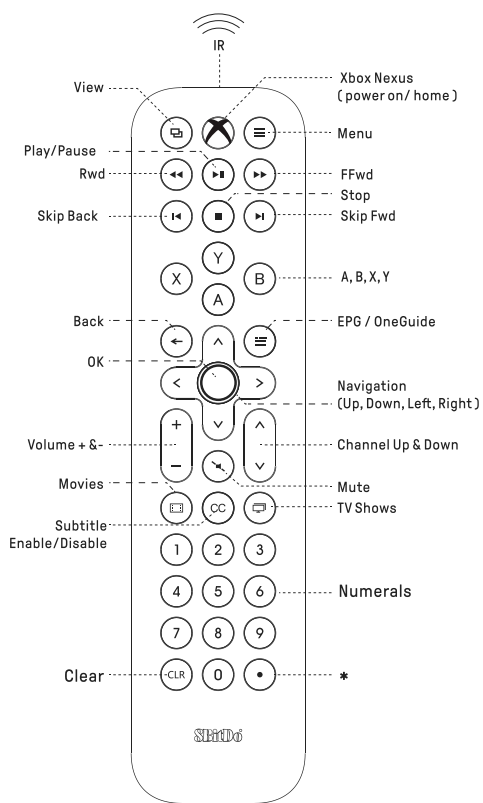 IR
View
Xbox Nexus
( power on/ home )
Menu
Play/Pause
Rwd
FFwd
Stop
Skip Back
Skip Fwd
Y
X
B
A, B, X, Y
A
Back
EPG / OneGuide
OK
Navigation
(Up, Down, Left, Right )
+
Volume + &-
Channel Up & Down
−
Mute
Movies
TV Shows
CC
Subtitle
Enable/Disable
1 2 3
4 5 6
Numerals
7 8 9
Clear
CLR 0 •
*
8BitDo